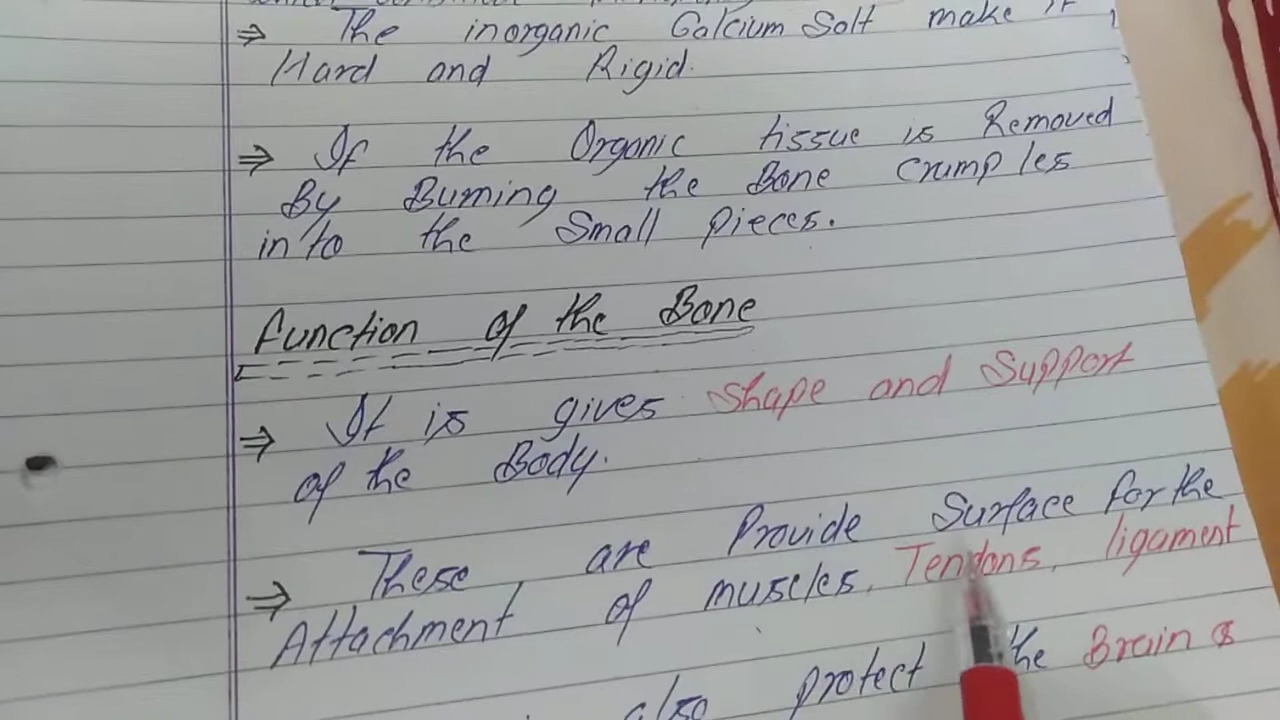 ⇒ The inorganic Calcium Salt make it
Hard and Rigid.
⇒ If the Organic tissue is Removed
By Burning the Bone crumples
in to the Small pieces.
Function of the Bone
⇒ It is gives Shape and Support
of the Body.
⇒ These are Provide Surface for the
Attachment of muscles, Tendons, ligament
also protect the Brain &